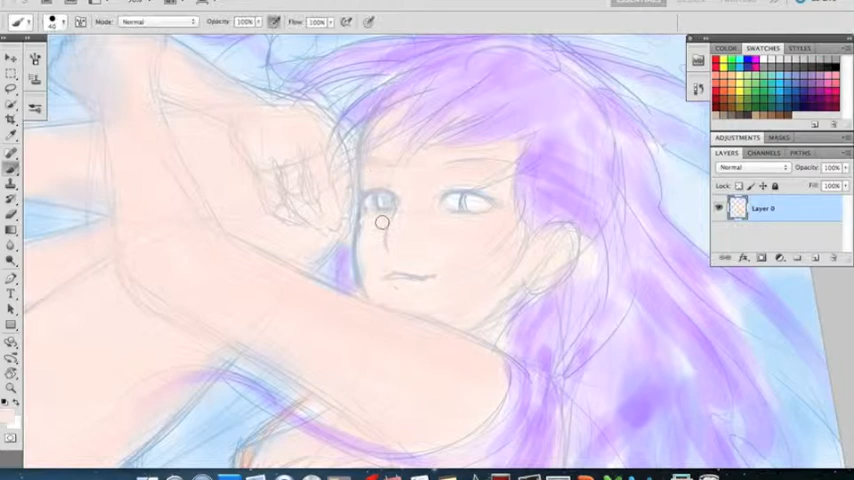 Mode: Normal Opacity: 100% Flow: 100%
40
COLOR SWATCHES STYLES
ADJUSTMENTS MASKS
LAYERS CHANNELS PATHS
Normal Opacity: 100%
Lock: Fill: 100%
Layer 0